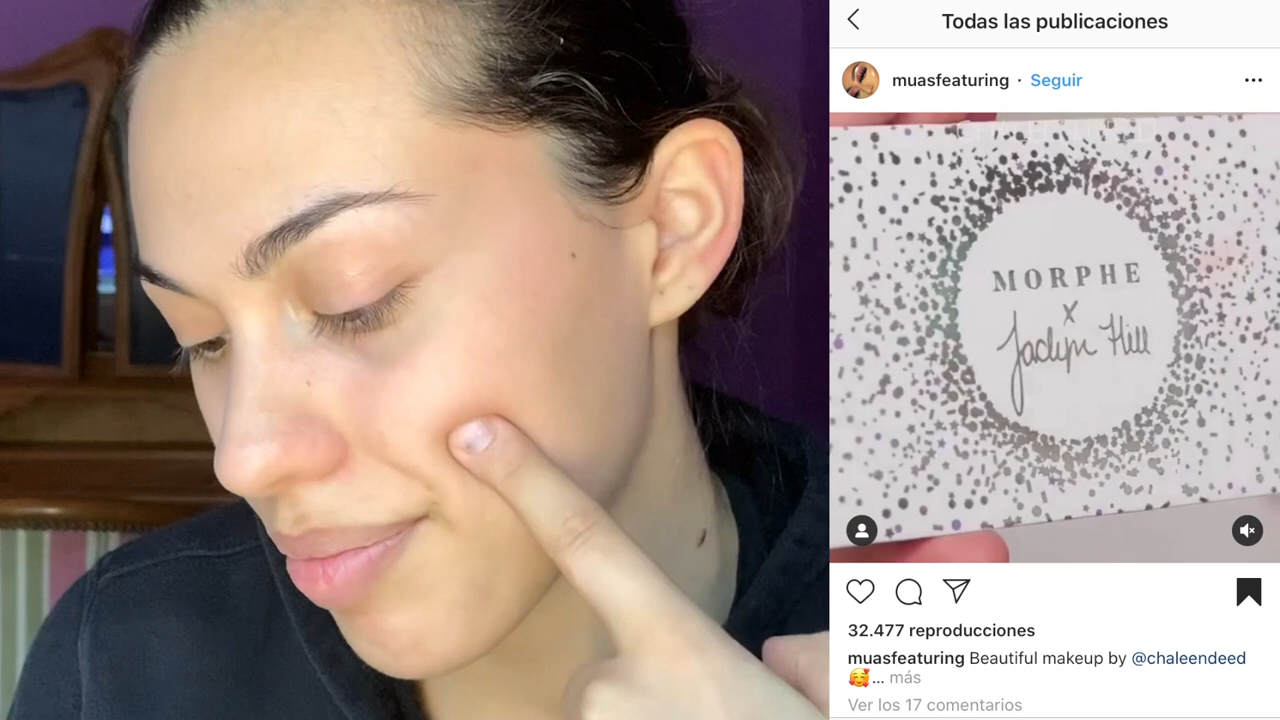 Todas las publicaciones
muasfeaturing · Seguir
MORPHE
x
Jaclyn Hill
32.477 reproducciones
muasfeaturing Beautiful makeup by @chaleendeed
🥰... más
Ver los 17 comentarios